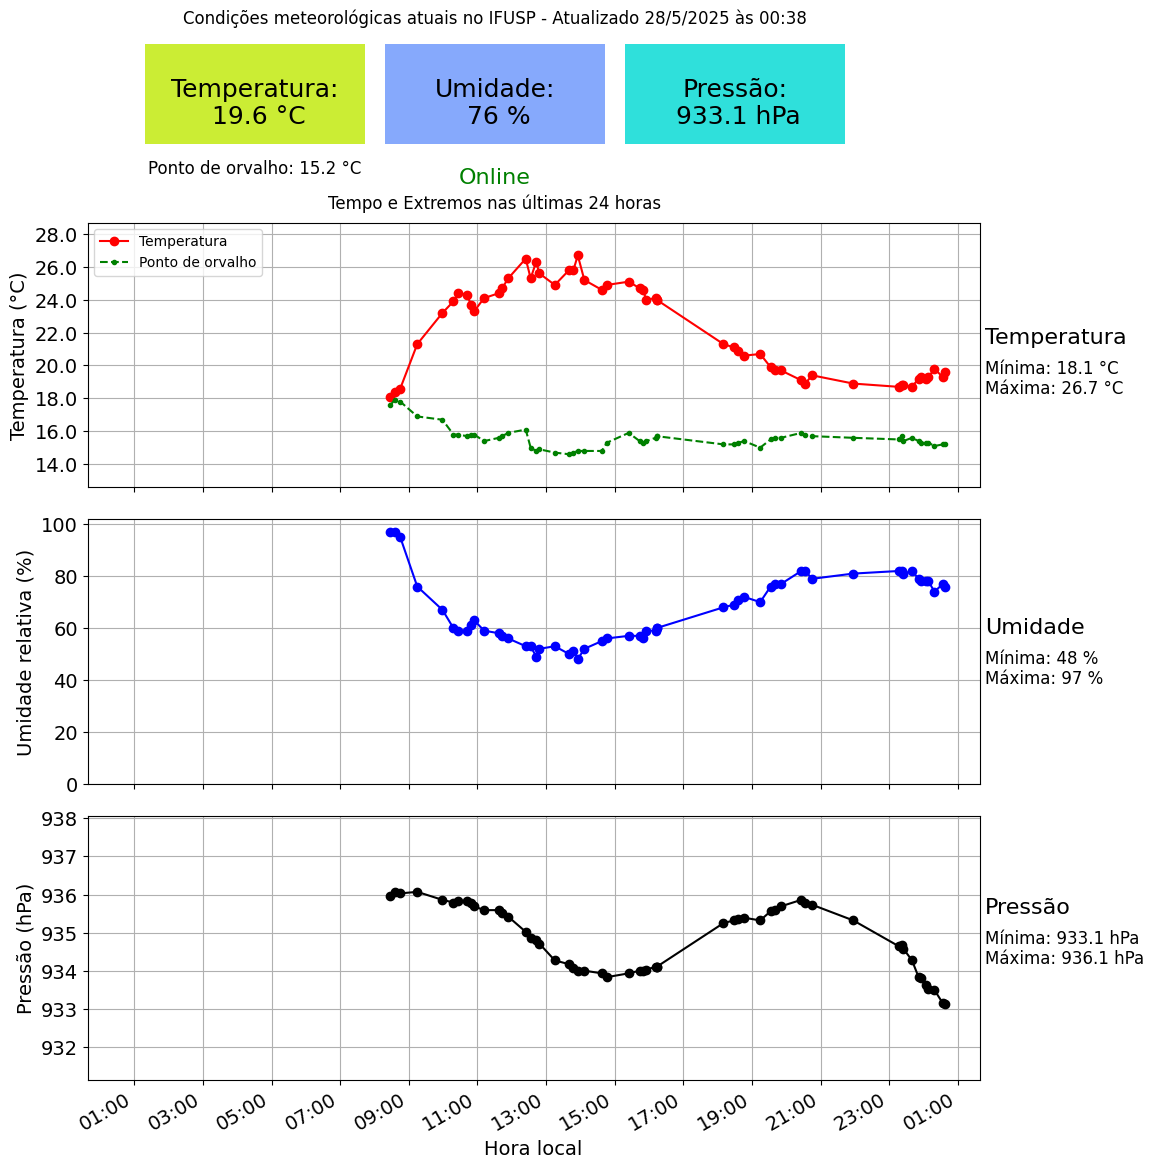 Condições meteorológicas atuais no IFUSP - Atualizado 28/5/2025 às 00:38
Temperatura:
19.6 °C
Umidade:
76 %
Pressão:
933.1 hPa
Ponto de orvalho: 15.2 °C
Online
Tempo e Extremos nas últimas 24 horas
Temperatura (°C)
28.0
26.0
24.0
22.0
20.0
18.0
16.0
14.0
Temperatura
Ponto de orvalho
Temperatura
Mínima: 18.1 °C
Máxima: 26.7 °C
Umidade relativa (%)
100
80
60
40
20
0
Umidade
Mínima: 48 %
Máxima: 97 %
Pressão (hPa)
938
937
936
935
934
933
932
Pressão
Mínima: 933.1 hPa
Máxima: 936.1 hPa
01:00 03:00 05:00 07:00 09:00 11:00 13:00 15:00 17:00 19:00 21:00 23:00 01:00
Hora local